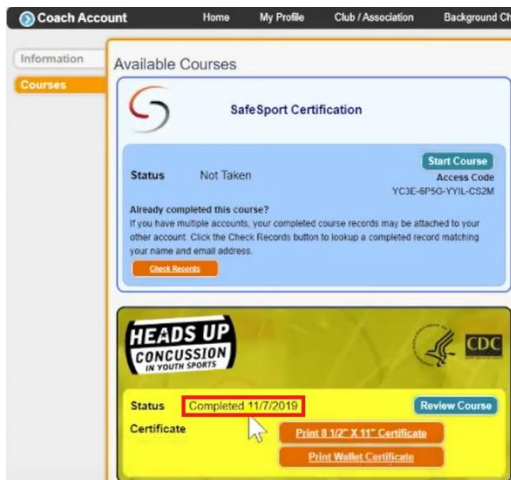 Coach Account
Home
My Profile
Club / Association
Background Ch
Information
Courses
Available Courses
SafeSport Certification
Status
Not Taken
Start Course
Access Code
YC3E-6P5G-YYIL-CS2M
Already completed this course?
If you have multiple accounts, your completed course records may be attached to your
other account. Click the Check Records button to lookup a completed record matching
your name and email address.
Check Records
HEADS UP
CONCUSSION
IN YOUTH SPORTS
CDC
Status
Completed 11/7/2019
Review Course
Certificate
Print 8 1/2" X 11" Certificate
Print Wallet Certificate